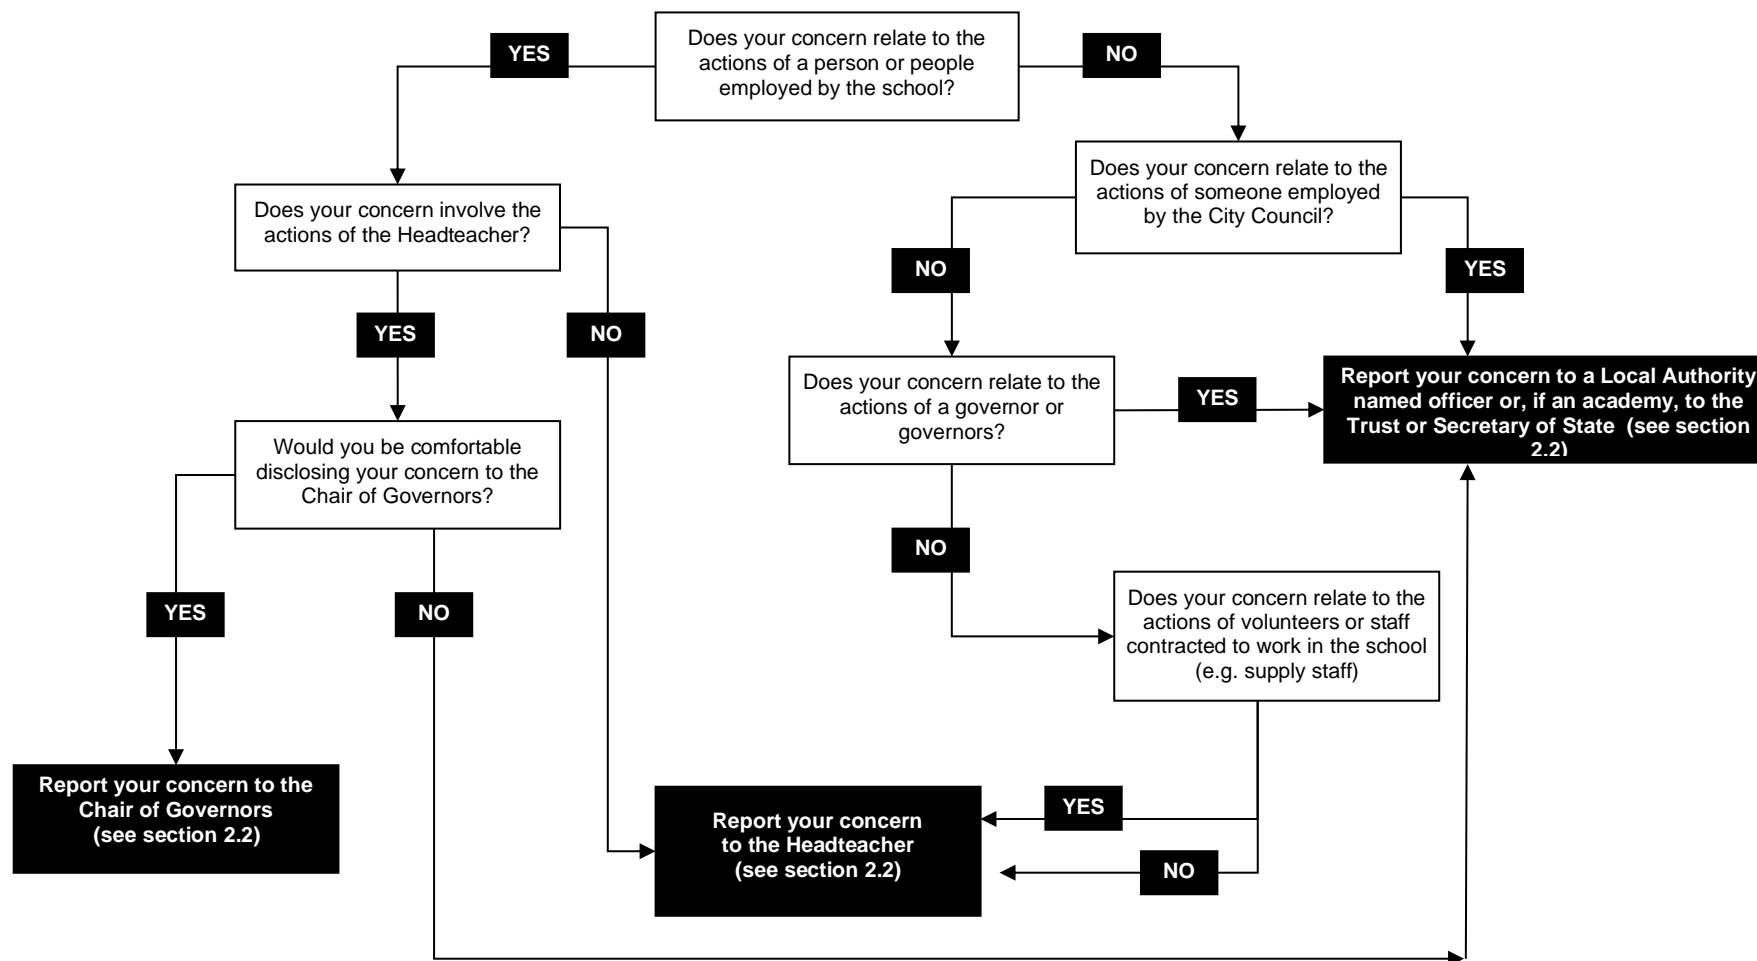 Does your concern relate to the
actions of a person or people
employed by the school?
YES
NO
Does your concern involve the
actions of the Headteacher?
Does your concern relate to the
actions of someone employed
by the City Council?
NO
YES
YES
NO
Does your concern relate to the
actions of a governor or
governors?
YES
Report your concern to a Local Authority
named officer or, if an academy, to the
Trust or Secretary of State (see section
2.2)
Would you be comfortable
disclosing your concern to the
Chair of Governors?
NO
YES
NO
Does your concern relate to the
actions of volunteers or staff
contracted to work in the school
(e.g. supply staff)
Report your concern to the
Chair of Governors
(see section 2.2)
Report your concern
to the Headteacher
(see section 2.2)
YES
NO